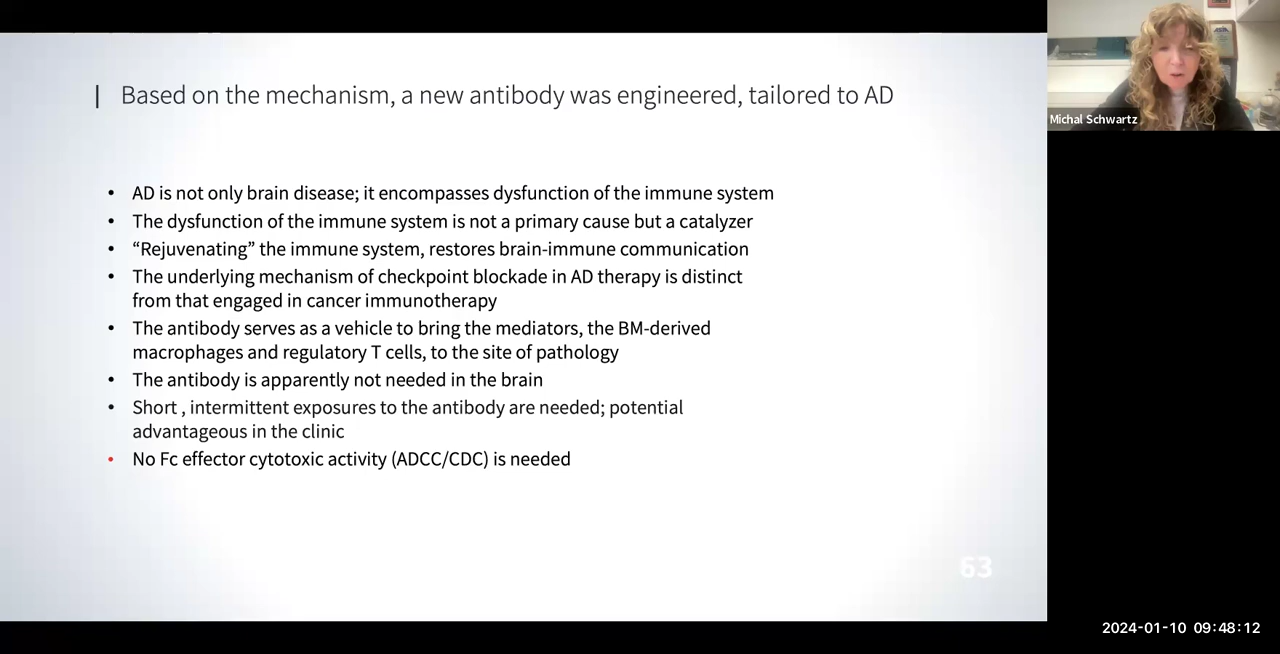 | Based on the mechanism, a new antibody was engineered, tailored to AD
Michal Schwartz
• AD is not only brain disease; it encompasses dysfunction of the immune system
• The dysfunction of the immune system is not a primary cause but a catalyzer
• “Rejuvenating” the immune system, restores brain-immune communication
• The underlying mechanism of checkpoint blockade in AD therapy is distinct
from that engaged in cancer immunotherapy
• The antibody serves as a vehicle to bring the mediators, the BM-derived
macrophages and regulatory T cells, to the site of pathology
• The antibody is apparently not needed in the brain
• Short , intermittent exposures to the antibody are needed; potential
advantageous in the clinic
• No Fc effector cytotoxic activity (ADCC/CDC) is needed
63
2024-01-10 09:48:12